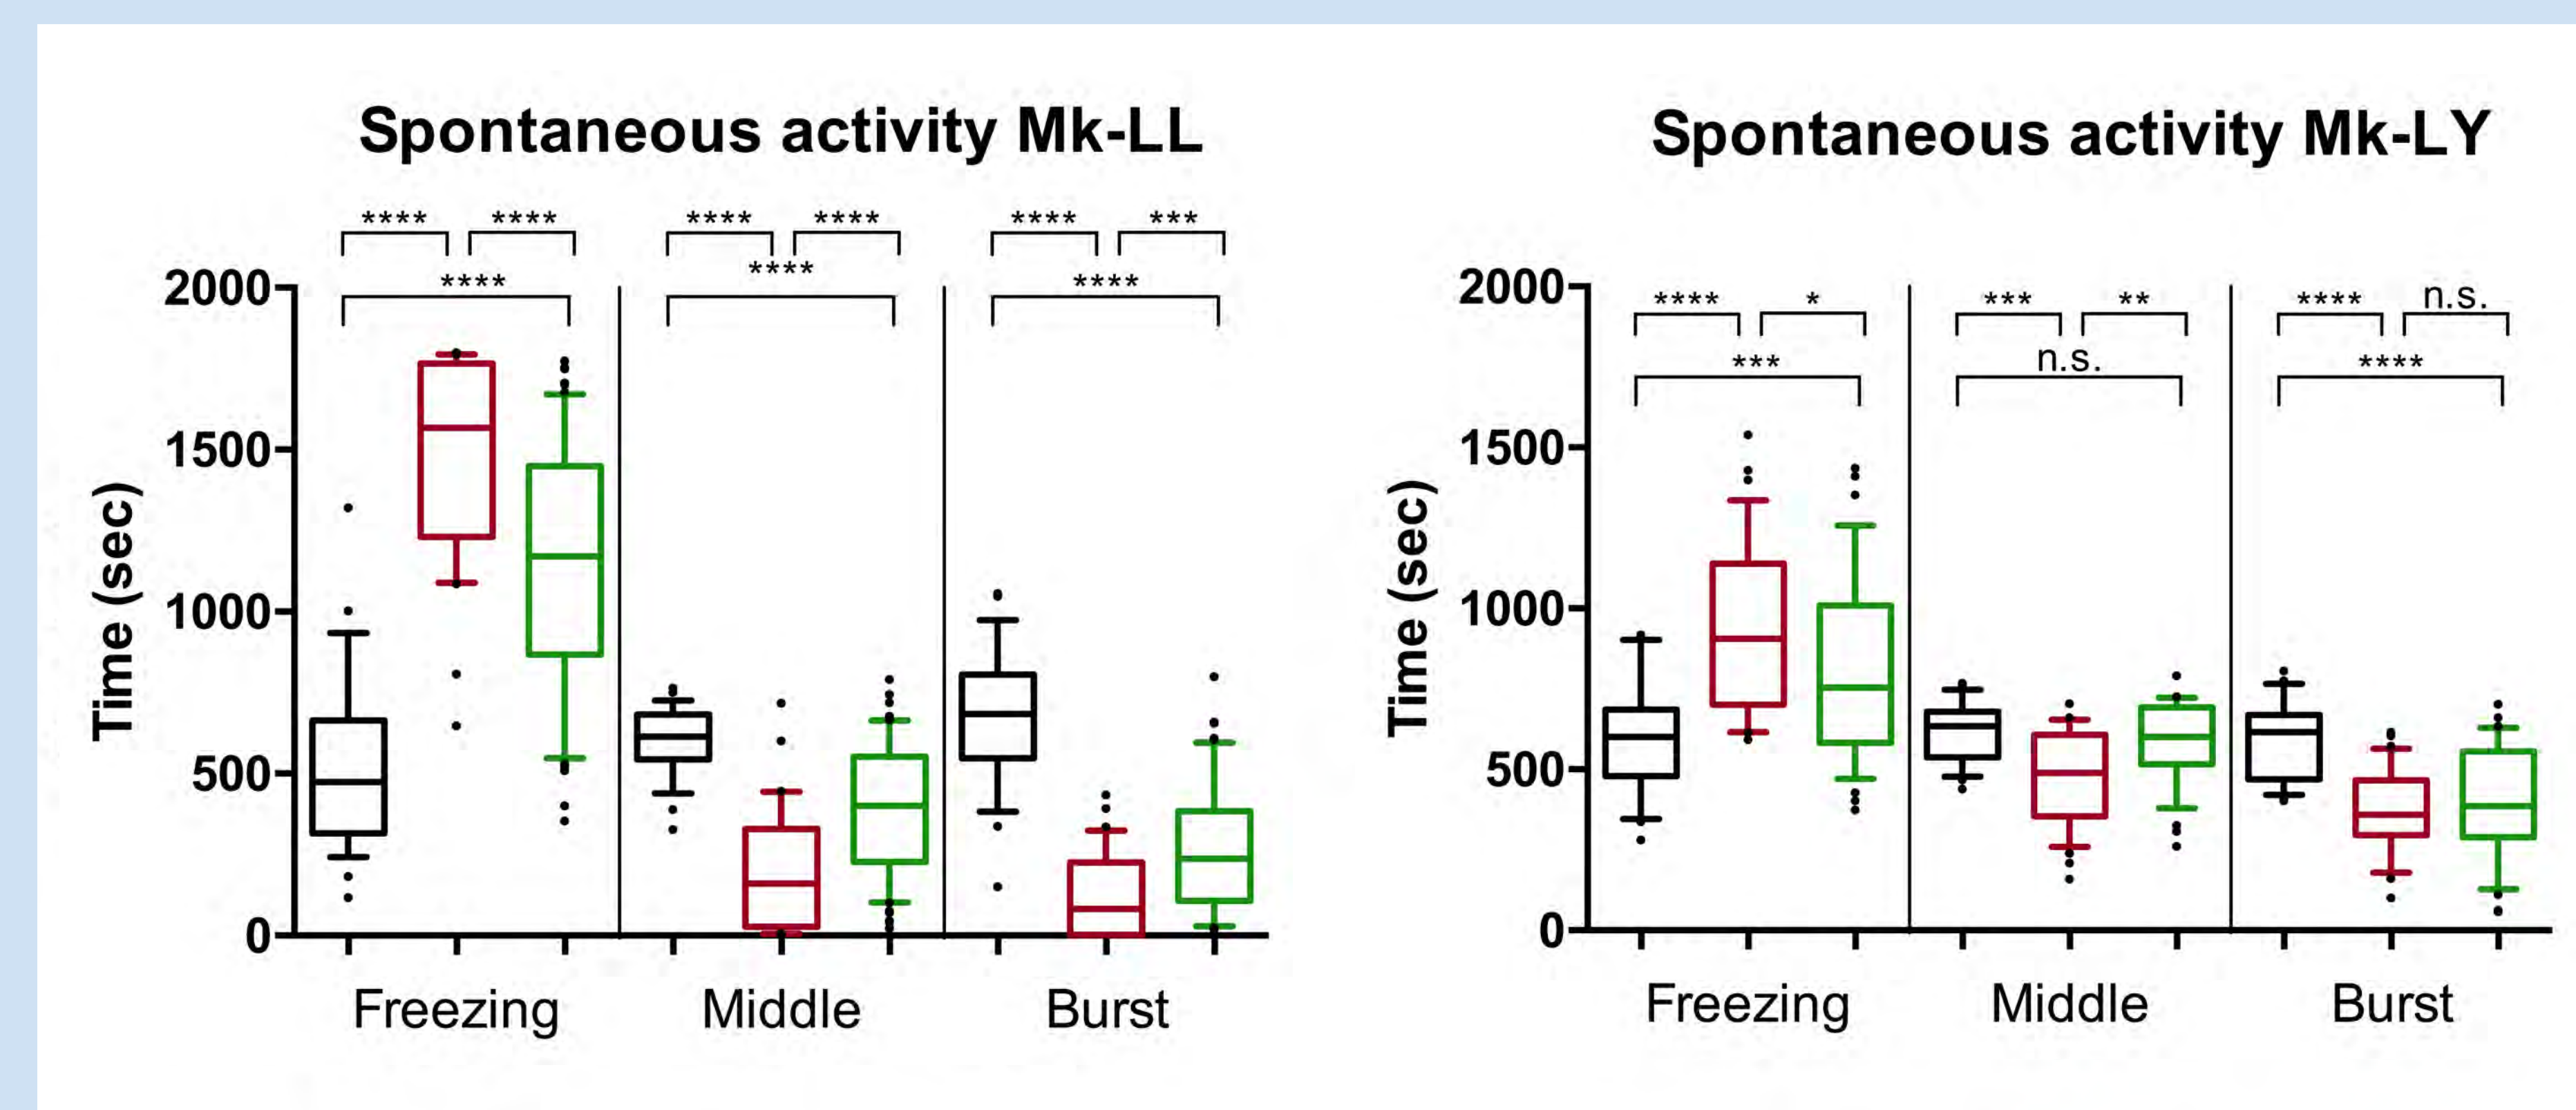 Spontaneous activity Mk-LL
**** **** **** **** **** ***
**** **** ****
Time (sec)
2000
1500
1000
500
0
Freezing Middle Burst
Spontaneous activity Mk-LY
**** * *** ** **** n.s.
*** n.s. ****
Time (sec)
2000
1500
1000
500
0
Freezing Middle Burst